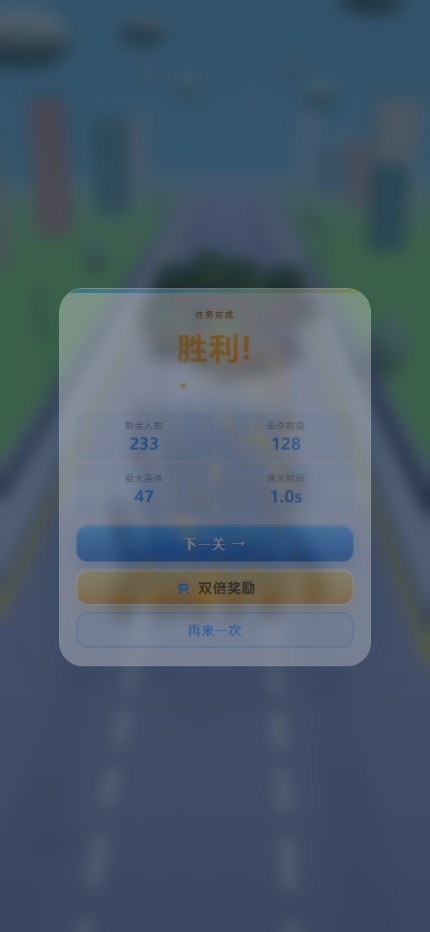 任务完成
胜利!
剩余人数 击杀数量
233 128
最大连杀 通关时间
47 1.0s
下一关 →
双倍奖励
再来一次